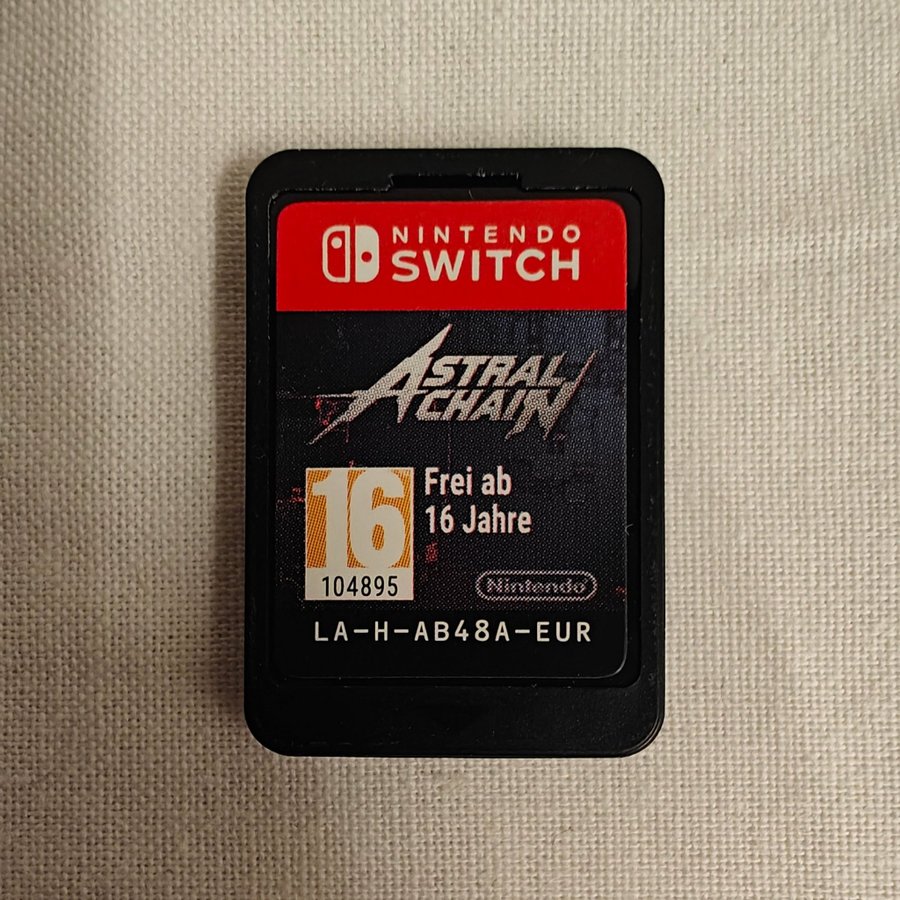 NINTENDO
SWITCH
ASTRAL
CHAIN
16
104895
Frei ab
16 Jahre
Nintendo
LA-H-AB48A-EUR